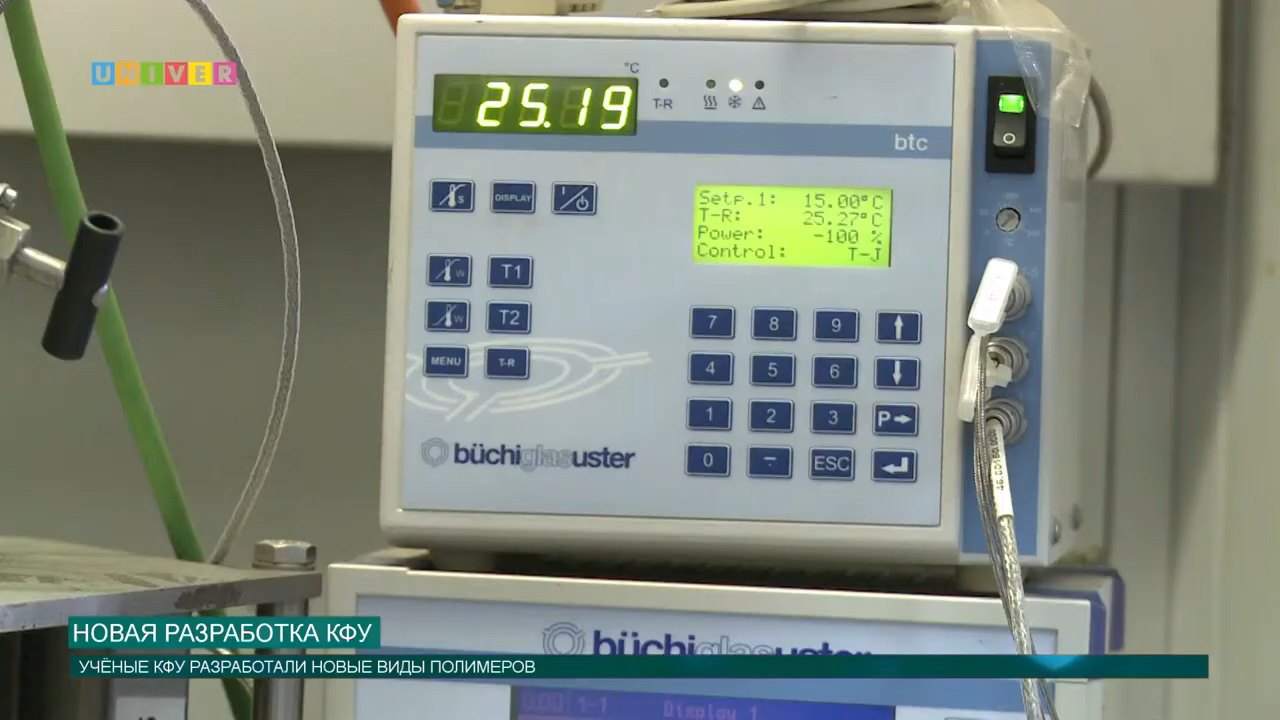 UNIVER
°C
25.19
T-R
btc
DISPLAY
Setp.1: 15.00°C
T-R: 25.27°C
Power: -100 %
Control: T-J
T1
T2
MENU
T-R
7 8 9
4 5 6
1 2 3 P
0 ESC
büchiglasuster
НОВАЯ РАЗРАБОТКА КФУ
büchiglasuster
УЧЁНЫЕ КФУ РАЗРАБОТАЛИ НОВЫЕ ВИДЫ ПОЛИМЕРОВ
1-1 Display 1